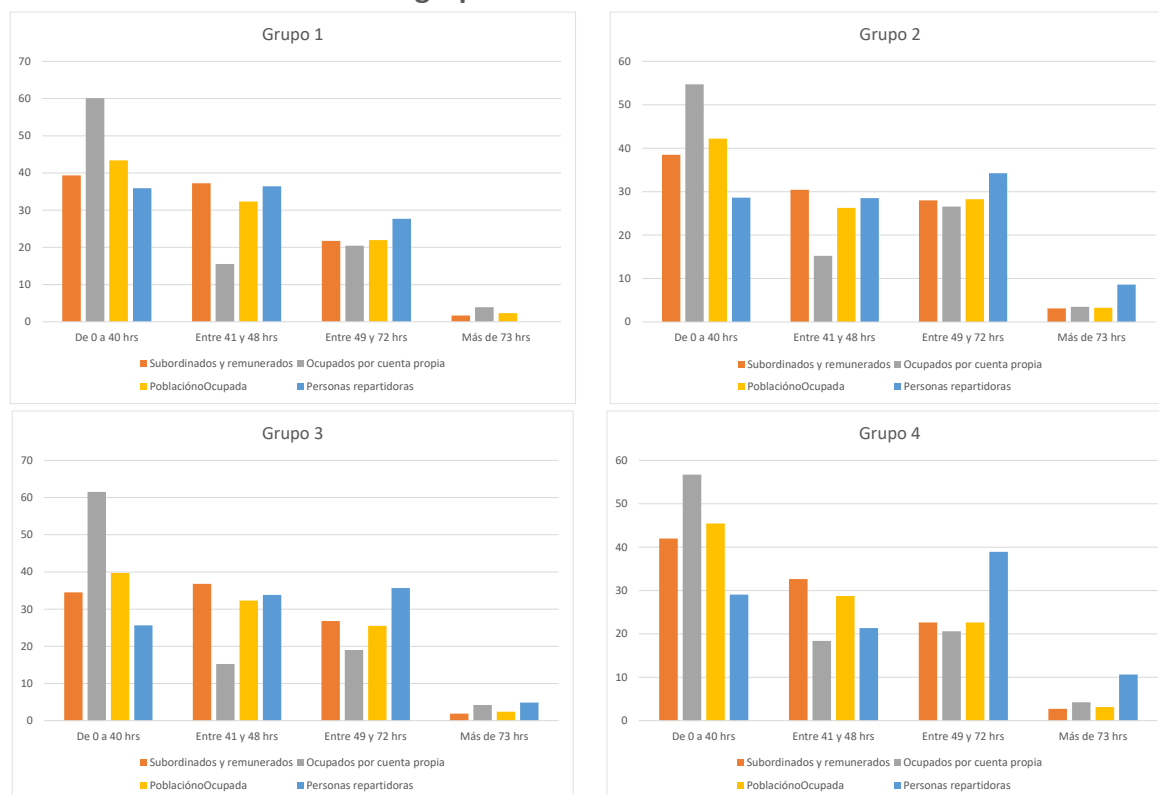 Grupo 1
70
60
50
40
30
20
10
0
De 0 a 40 hrs Entre 41 y 48 hrs Entre 49 y 72 hrs Más de 73 hrs
Subordinados y remunerados Ocupados por cuenta propia
PoblaciónoOcupada Personas repartidoras
Grupo 2
60
50
40
30
20
10
0
De 0 a 40 hrs Entre 41 y 48 hrs Entre 49 y 72 hrs Más de 73 hrs
Subordinados y remunerados Ocupados por cuenta propia
PoblaciónoOcupada Personas repartidoras
Grupo 3
70
60
50
40
30
20
10
0
De 0 a 40 hrs Entre 41 y 48 hrs Entre 49 y 72 hrs Más de 73 hrs
Subordinados y remunerados Ocupados por cuenta propia
PoblaciónoOcupada Personas repartidoras
Grupo 4
60
50
40
30
20
10
0
De 0 a 40 hrs Entre 41 y 48 hrs Entre 49 y 72 hrs Más de 73 hrs
Subordinados y remunerados Ocupados por cuenta propia
PoblaciónoOcupada Personas repartidoras